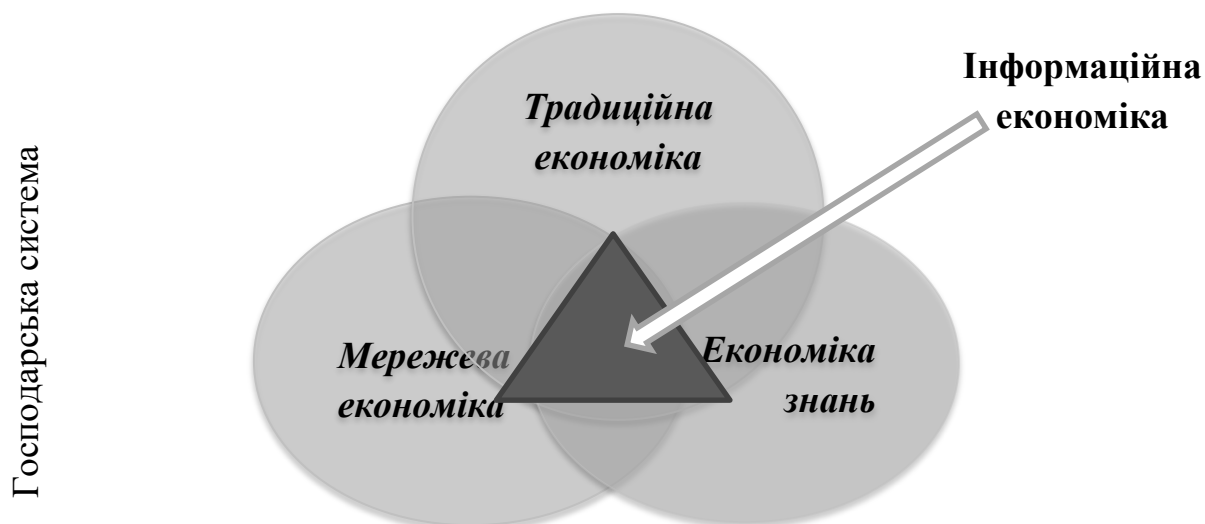 Господарська система
Інформаційна
економіка
Традиційна
економіка
Мережева
економіка
Економіка
знань